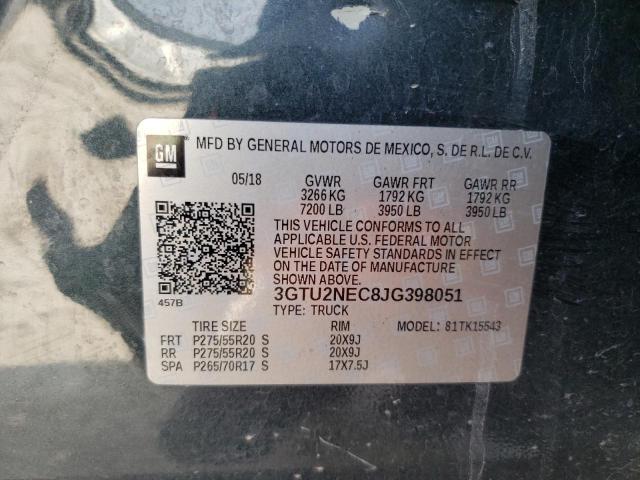 GM MFD BY GENERAL MOTORS DE MEXICO, S. DE R.L. DE C.V.
05/18 GVWR GAWR FRT GAWR RR
3266 KG 1792 KG 1792 KG
7200 LB 3950 LB 3950 LB
THIS VEHICLE CONFORMS TO ALL
APPLICABLE U.S. FEDERAL MOTOR
VEHICLE SAFETY STANDARDS IN EFFECT
ON THE DATE OF MANUFACTURE
SHOWN ABOVE.
457B 3GTU2NEC8JG398051
TYPE: TRUCK
TIRE SIZE RIM MODEL: 81TK15543
FRT P275/55R20 S 20X9J
RR P275/55R20 S 20X9J
SPA P265/70R17 S 17X7.5J